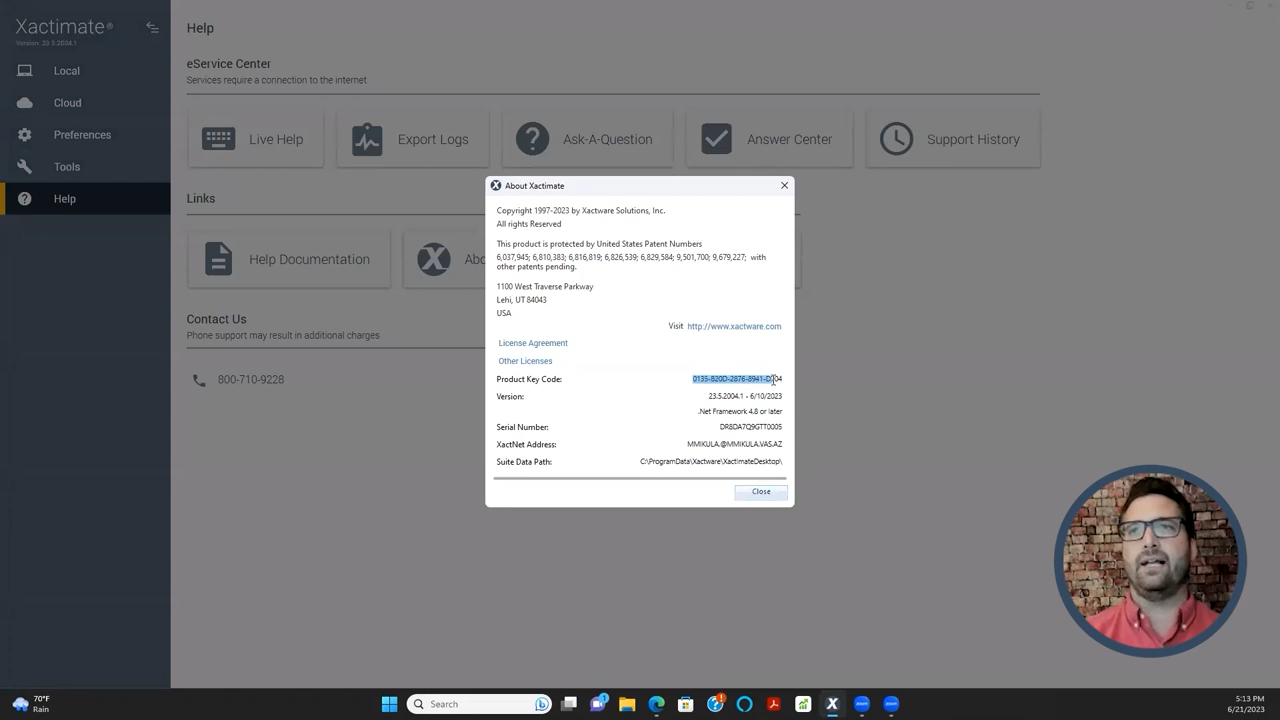 Xactimate®
Version: 23.5.2004.1
Local
Cloud
Preferences
Tools
Help
Help
eService Center
Services require a connection to the internet
Live Help
Export Logs
Ask-A-Question
Answer Center
Support History
Links
Help Documentation
Abo
Contact Us
Phone support may result in additional charges
800-710-9228
About Xactimate
Copyright 1997-2023 by Xactware Solutions, Inc.
All rights Reserved
This product is protected by United States Patent Numbers
6,037,945; 6,810,383; 6,816,819; 6,826,539; 6,829,584; 9,501,700; 9,679,227; with
other patents pending.
1100 West Traverse Parkway
Lehi, UT 84043
USA
Visit http://www.xactware.com
License Agreement
Other Licenses
Product Key Code:
Version: 23.5.2004.1 - 6/10/2023
.Net Framework 4.8 or later
Serial Number: DR8DA7Q9GTT0005
XactNet Address: MMIKULA.@MMIKULA.VAS.AZ
Suite Data Path: C:\ProgramData\Xactware\XactimateDesktop\
Close
70°F
Rain
Search
5:13 PM
6/21/2023